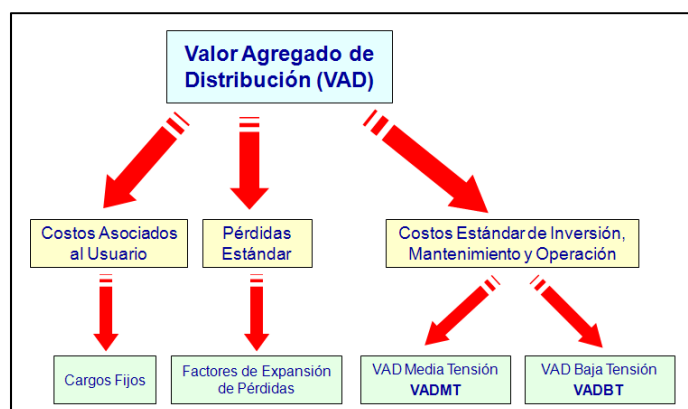 Valor Agregado de
Distribución (VAD)
Costos Asociados
al Usuario
Pérdidas
Estándar
Costos Estándar de Inversión,
Mantenimiento y Operación
Cargos Fijos
Factores de Expansión
de Pérdidas
VAD Media Tensión
VADMT
VAD Baja Tensión
VADBT